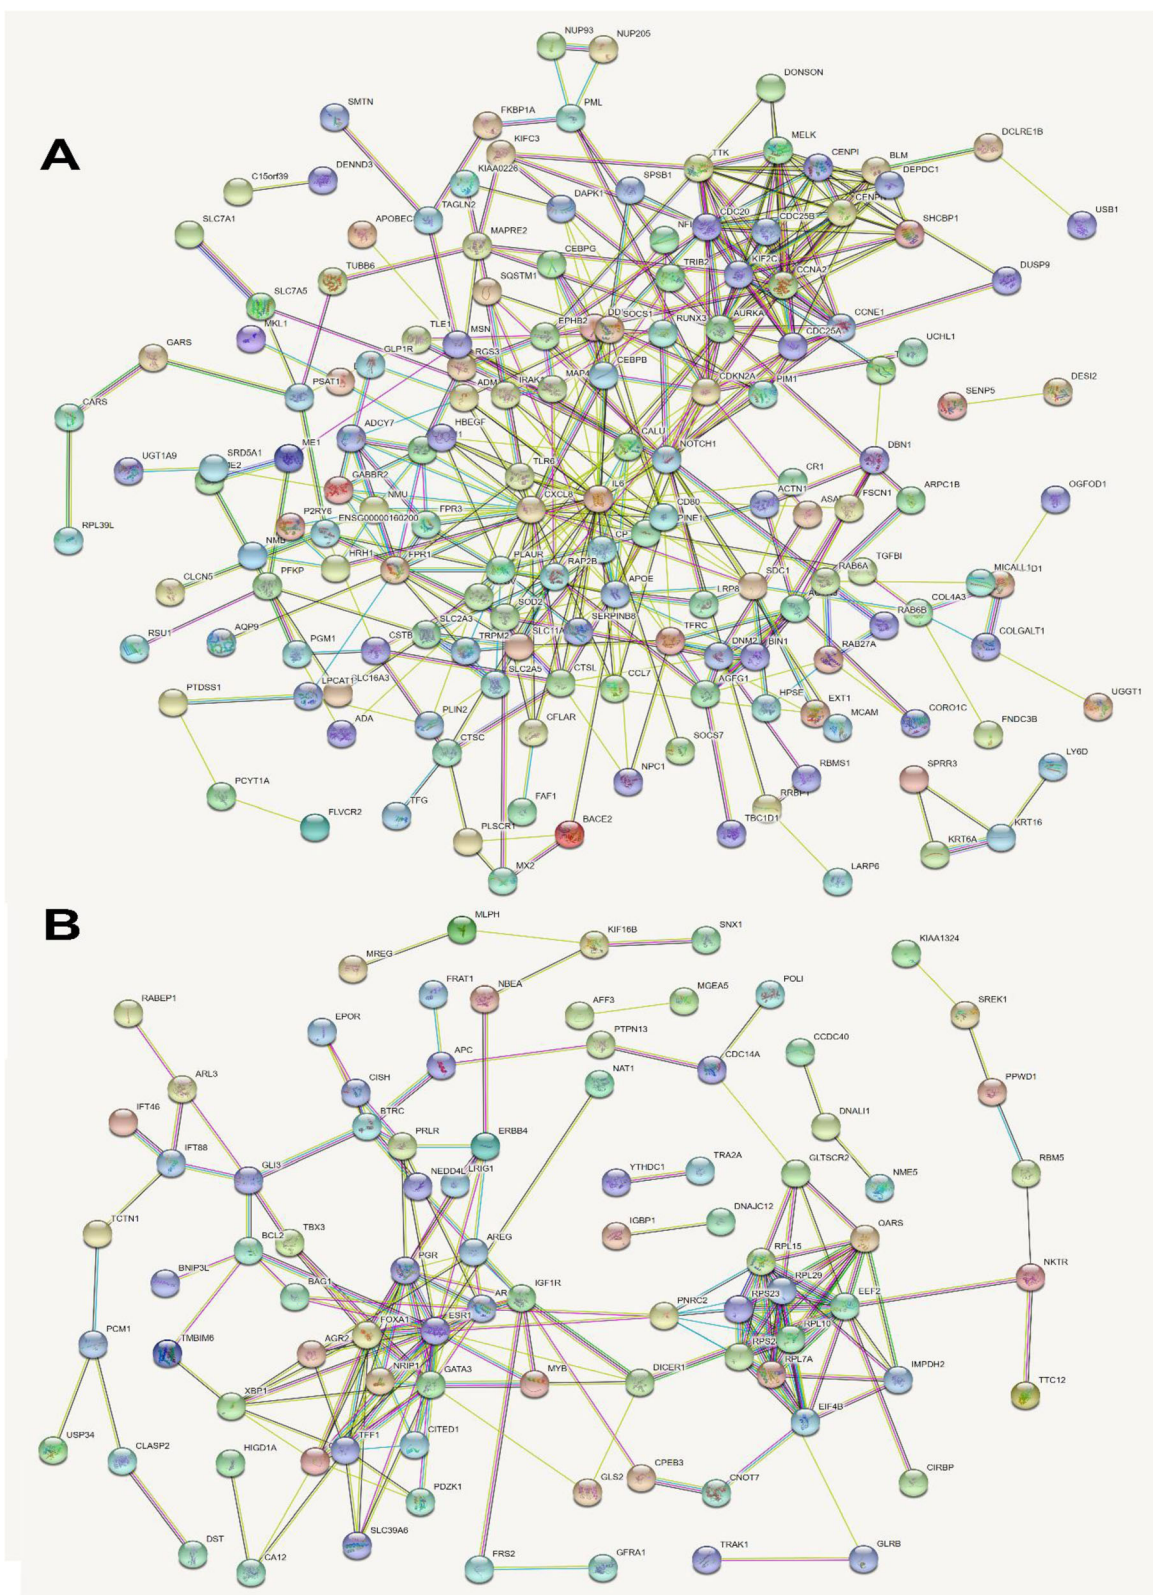 NUP93
NUP205
DONSON
SMTN
FKBP1A
PML
A
KIFC3
TTK
MELK
DCLRE1B
CENPI
BLM
DENND3
KIAA0226
SPSB1
DEPDC1
C15orf39
DAPK1
CENPN
TAGLN2
CDC20
CDC25B
SLC7A1
APOBEC
USB1
MAPRE2
SHCBP1
CEBPG
KIF2C
TRIB2
CCNA2
TUBB6
SQSTM1
DUSP9
SLC7A5
MKL1
TLE1
MSN
EPHB2
SOCS1
RUNX3
AURKA
CCNE1
GARS
GLP1R
RGS3
CDC25A
UCHL1
CEBPB
PSAT1
ADM
IRAK
MAP4
CDKN2A
PIM1
DESI2
SENP5
CARS
ADCY7
HBEGF
CALU
NOTCH1
DBN1
UGT1A9
SRD5A1
ME1
TLR6
CR1
ME2
GABBR2
NMU
IL6
ACTN1
FSCN1
ARPC1B
OGFOD1
CXCL8
CD80
P2RY6
FPR3
PINE1
RPL39L
ENSG00000160200
NMB
HRH1
FPR1
PLAUR
RAP2B
TGFBI
MICALL1
CLCN5
PFKP
APOE
SDC1
RAB6A
COL4A3
SOD2
LRP8
RAB6B
RSU1
AQP9
PGM1
CSTB
SLC2A3
TRPM2
SLC11A
SERPINB8
TFRC
DNM2
BIN1
RAB27A
COLGALT1
SLC2A5
CTSL
CCL7
AGFG1
PTDSS1
LPCAT1
SLC16A3
HPSE
EXT1
UGGT1
ADA
PLIN2
CFLAR
MCAM
CORO1C
FNDC3B
CTSC
SOCS7
PCYT1A
NPC1
RBMS1
SPRR3
LY6D
FLVCR2
TFG
FAF1
RRBP1
PLSCR1
BACE2
TBC1D1
KRT16
KRT6A
MX2
LARP6
B
MLPH
KIF16B
SNX1
KIAA1324
MREG
FRAT1
NBEA
POLI
RABEP1
AFF3
MGEA5
SREK1
EPOR
PTPN13
CCDC40
APC
CDC14A
ARL3
CISH
NAT1
PPWD1
IFT46
BTRC
DNALI1
IFT88
PRLR
ERBB4
GLI3
NEDD4L
LRIG1
YTHDC1
TRA2A
GLTSCR2
NME5
RBM5
TCTN1
TBX3
IGBP1
DNAJC12
QARS
BCL2
AREG
RPL15
BNIP3L
PGR
RPL29
NKTR
BAG1
AR
IGF1R
PNRC2
RPS23
EEF2
PCM1
TMBIM6
AGR2
FOXA1
ESR1
RPS2
RPL10
NRIP1
GATA3
MYB
DICER1
RPL7A
IMPDH2
XBP1
TTC12
EIF4B
USP34
CLASP2
HIGD1A
TFF1
CITED1
GLS2
CPEB3
CNOT7
CIRBP
PDZK1
DST
SLC39A6
CA12
FRS2
GFRA1
TRAK1
GLRB